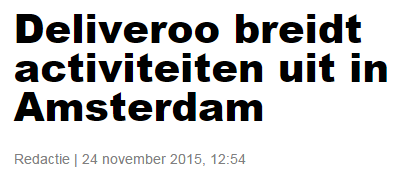 Deliveroo breidt
activiteiten uit in
Amsterdam
Redactie | 24 november 2015, 12:54